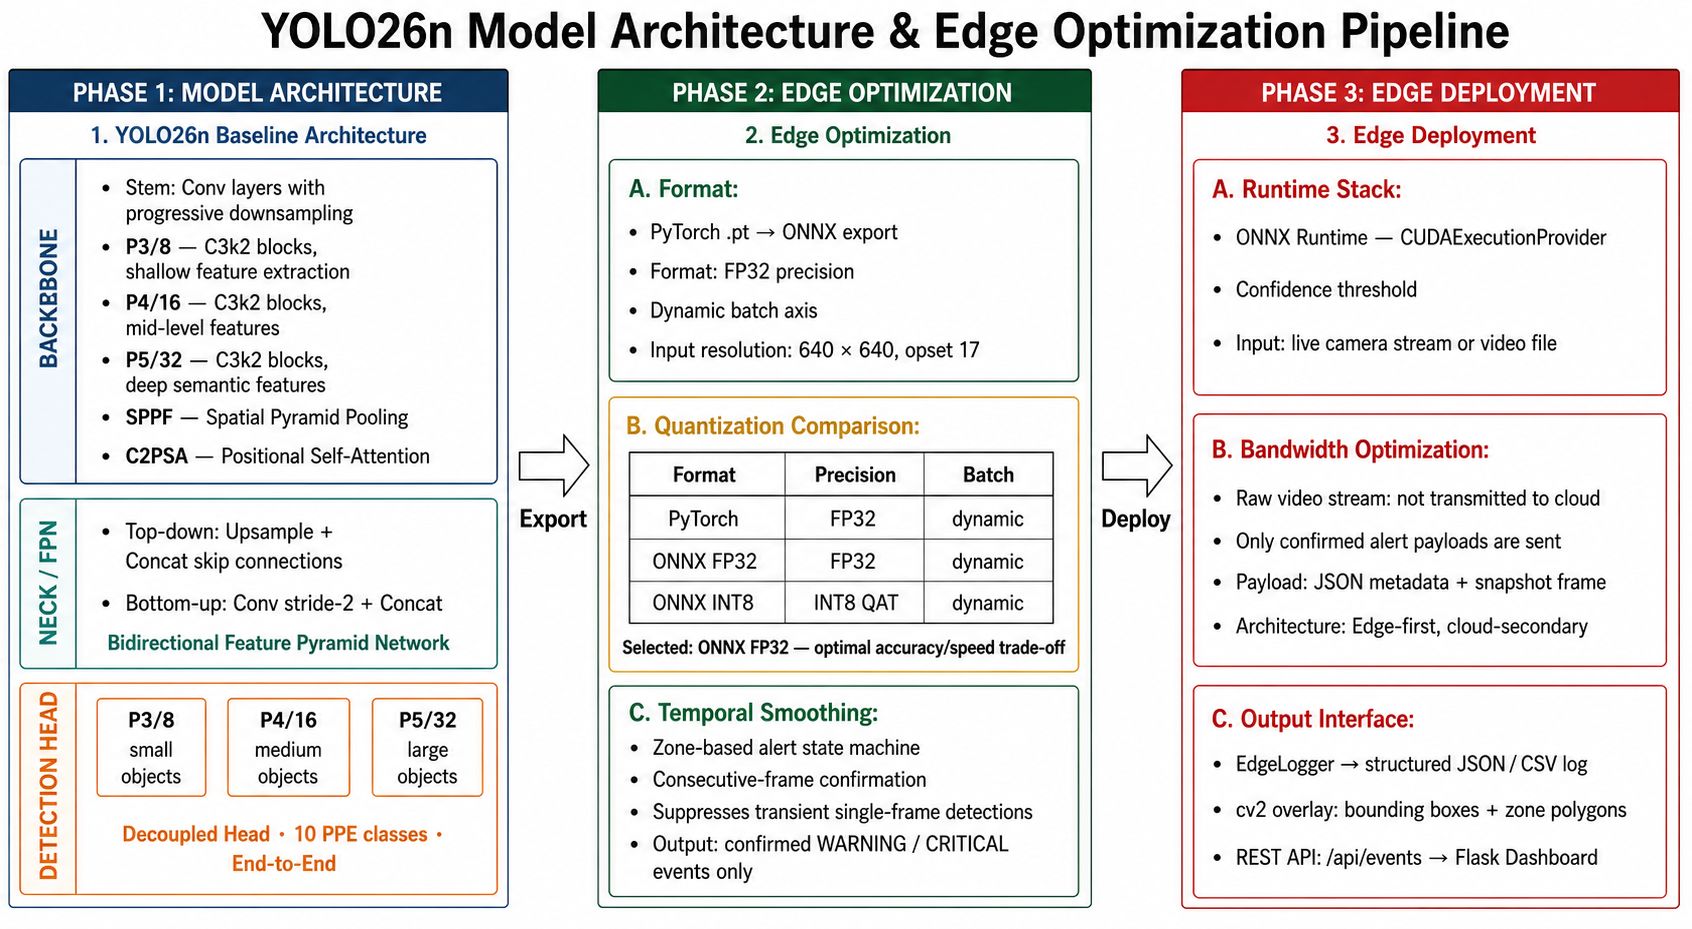 YOLO26n Model Architecture & Edge Optimization Pipeline
PHASE 1: MODEL ARCHITECTURE
1. YOLO26n Baseline Architecture
BACKBONE
• Stem: Conv layers with
progressive downsampling
• P3/8 — C3k2 blocks,
shallow feature extraction
• P4/16 — C3k2 blocks,
mid-level features
• P5/32 — C3k2 blocks,
deep semantic features
• SPPF — Spatial Pyramid Pooling
• C2PSA — Positional Self-Attention
NECK / FPN
• Top-down: Upsample +
Concat skip connections
• Bottom-up: Conv stride-2 + Concat
Bidirectional Feature Pyramid Network
DETECTION HEAD
P3/8
small
objects
P4/16
medium
objects
P5/32
large
objects
Decoupled Head • 10 PPE classes •
End-to-End
Export
PHASE 2: EDGE OPTIMIZATION
2. Edge Optimization
A. Format:
• PyTorch .pt → ONNX export
• Format: FP32 precision
• Dynamic batch axis
• Input resolution: 640 × 640, opset 17
B. Quantization Comparison:
Format Precision Batch
PyTorch FP32 dynamic
ONNX FP32 FP32 dynamic
ONNX INT8 INT8 QAT dynamic
Selected: ONNX FP32 — optimal accuracy/speed trade-off
C. Temporal Smoothing:
• Zone-based alert state machine
• Consecutive-frame confirmation
• Suppresses transient single-frame detections
• Output: confirmed WARNING / CRITICAL
events only
Deploy
PHASE 3: EDGE DEPLOYMENT
3. Edge Deployment
A. Runtime Stack:
• ONNX Runtime — CUDAExecutionProvider
• Confidence threshold
• Input: live camera stream or video file
B. Bandwidth Optimization:
• Raw video stream: not transmitted to cloud
• Only confirmed alert payloads are sent
• Payload: JSON metadata + snapshot frame
• Architecture: Edge-first, cloud-secondary
C. Output Interface:
• EdgeLogger → structured JSON / CSV log
• cv2 overlay: bounding boxes + zone polygons
• REST API: /api/events → Flask Dashboard